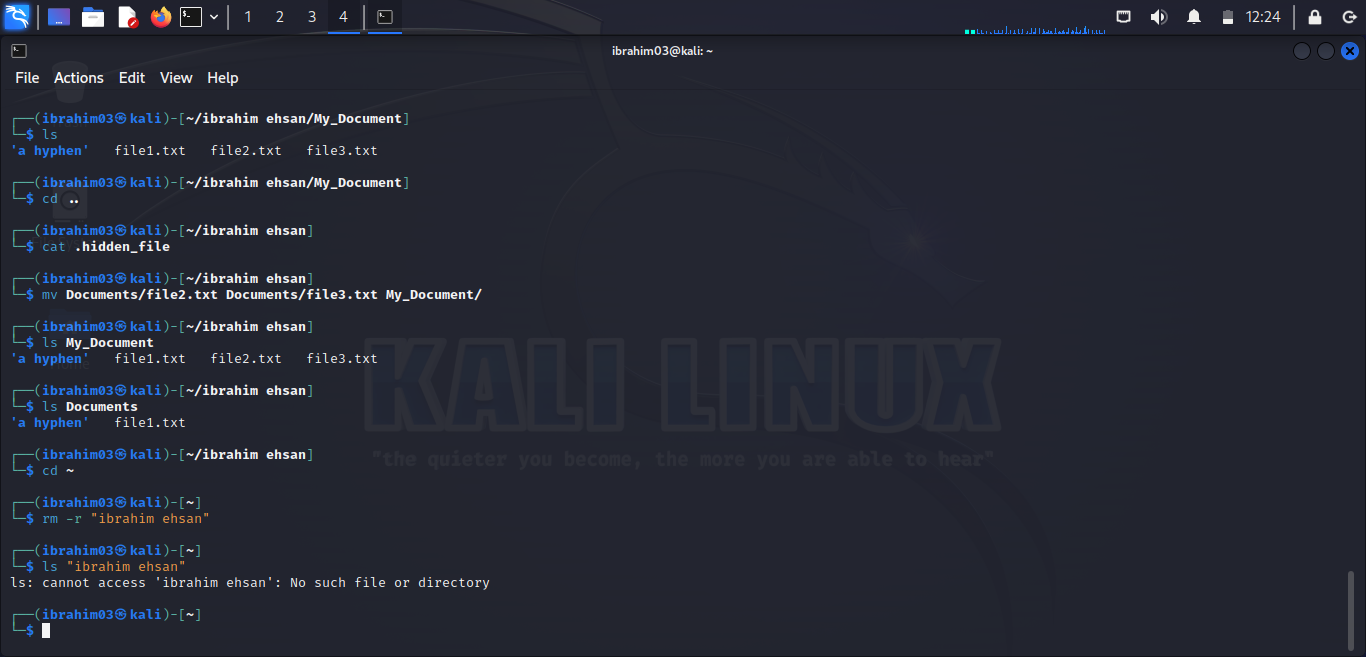 1 2 3 4 12:24
ibrahim03@kali: ~
File Actions Edit View Help
┌──(ibrahim03㉿kali)-[~/ibrahim ehsan/My_Document]
└─$ ls
'a hyphen' file1.txt file2.txt file3.txt
┌──(ibrahim03㉿kali)-[~/ibrahim ehsan/My_Document]
└─$ cd ..
┌──(ibrahim03㉿kali)-[~/ibrahim ehsan]
└─$ cat .hidden_file
┌──(ibrahim03㉿kali)-[~/ibrahim ehsan]
└─$ mv Documents/file2.txt Documents/file3.txt My_Document/
┌──(ibrahim03㉿kali)-[~/ibrahim ehsan]
└─$ ls My_Document
'a hyphen' file1.txt file2.txt file3.txt
┌──(ibrahim03㉿kali)-[~/ibrahim ehsan]
└─$ ls Documents
'a hyphen' file1.txt
┌──(ibrahim03㉿kali)-[~/ibrahim ehsan]
└─$ cd ~
┌──(ibrahim03㉿kali)-[~]
└─$ rm -r "ibrahim ehsan"
┌──(ibrahim03㉿kali)-[~]
└─$ ls "ibrahim ehsan"
ls: cannot access 'ibrahim ehsan': No such file or directory
┌──(ibrahim03㉿kali)-[~]
└─$
KALI LINUX
"the quieter you become, the more you are able to hear"